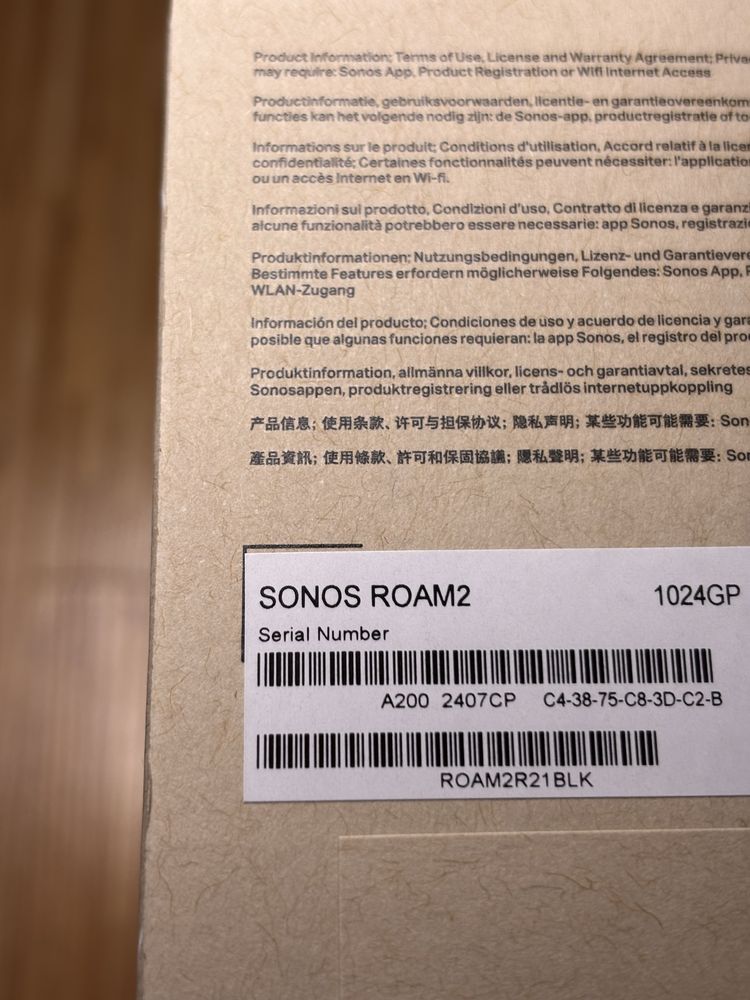 Product Information; Terms of Use, License and Warranty Agreement; Priva
may require: Sonos App, Product Registration or Wifi Internet Access
Productinformatie, gebruiksvoorwaarden, licentie- en garantieovereenkom
functies kan het volgende nodig zijn: de Sonos-app, productregistratie of to
Informations sur le produit; Conditions d'utilisation, Accord relatif à la licen
confidentialité; Certaines fonctionnalités peuvent nécessiter: l'application
ou un accès Internet en Wi-fi.
Informazioni sul prodotto, Condizioni d'uso, Contratto di licenza e garanzi
alcune funzionalità potrebbero essere necessarie: app Sonos, registrazio
Produktinformationen; Nutzungsbedingungen, Lizenz- und Garantievere
Bestimmte Features erfordern möglicherweise Folgendes: Sonos App, P
WLAN-Zugang
Información del producto; Condiciones de uso y acuerdo de licencia y gara
posible que algunas funciones requieran: la app Sonos, el registro del pro
Produktinformation, allmänna villkor, licens- och garantiavtal, sekretes
Sonosappen, produktregistrering eller trådlös internetuppkoppling
产品信息; 使用条款、许可与担保协议; 隐私声明; 某些功能可能需要: Son
產品資訊; 使用條款、許可和保固協議; 隱私聲明; 某些功能可能需要: Son
SONOS ROAM2 1024GP
Serial Number
A200 2407CP C4-38-75-C8-3D-C2-B
ROAM2R21BLK